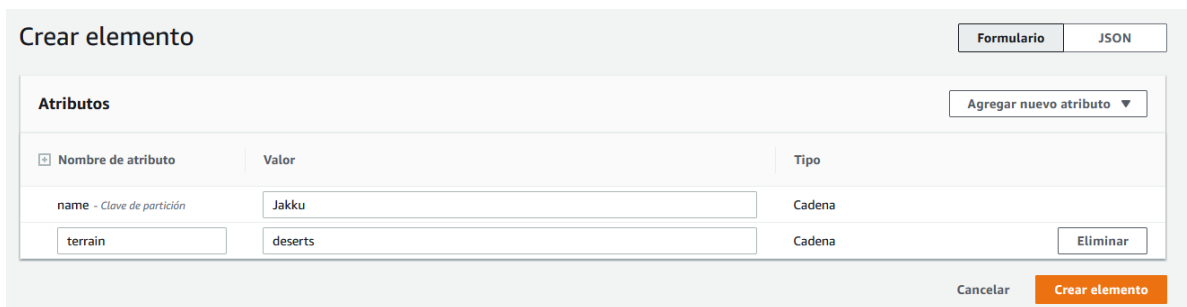 Crear elemento
Formulario JSON
Atributos
Agregar nuevo atributo
Nombre de atributo Valor Tipo
name - Clave de partición Jakku Cadena
terrain deserts Cadena Eliminar
Cancelar Crear elemento